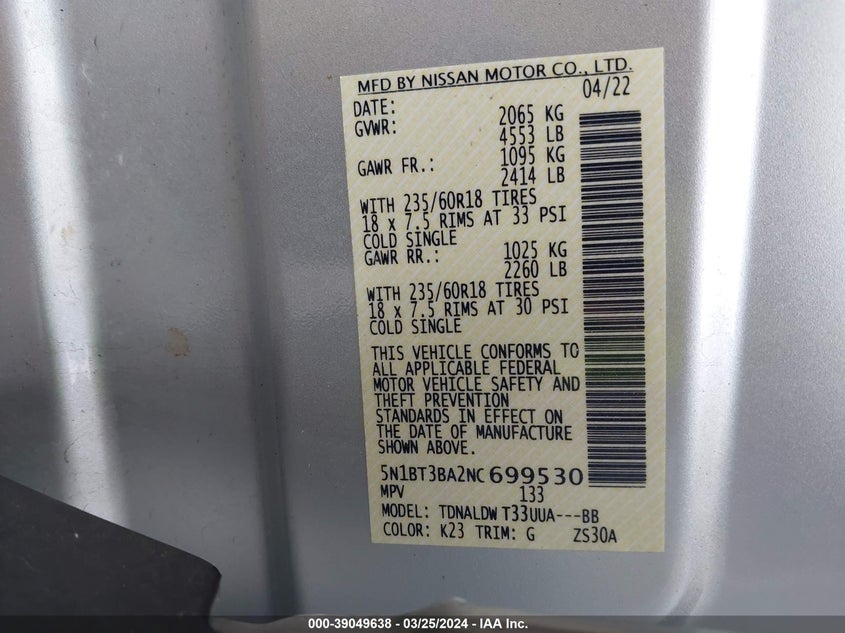 MFD BY NISSAN MOTOR CO., LTD.
DATE: 04/22
GVWR: 2065 KG
4553 LB
GAWR FR.: 1095 KG
2414 LB
WITH 235/60R18 TIRES
18 x 7.5 RIMS AT 33 PSI
COLD SINGLE
GAWR RR.: 1025 KG
2260 LB
WITH 235/60R18 TIRES
18 x 7.5 RIMS AT 30 PSI
COLD SINGLE
THIS VEHICLE CONFORMS TO
ALL APPLICABLE FEDERAL
MOTOR VEHICLE SAFETY AND
THEFT PREVENTION
STANDARDS IN EFFECT ON
THE DATE OF MANUFACTURE
SHOWN ABOVE.
5N1BT3BA2NC699530
MPV 133
MODEL: TDNALDW T33UUA---BB
COLOR: K23 TRIM: G ZS30A
000-39049638 - 03/25/2024 - IAA Inc.